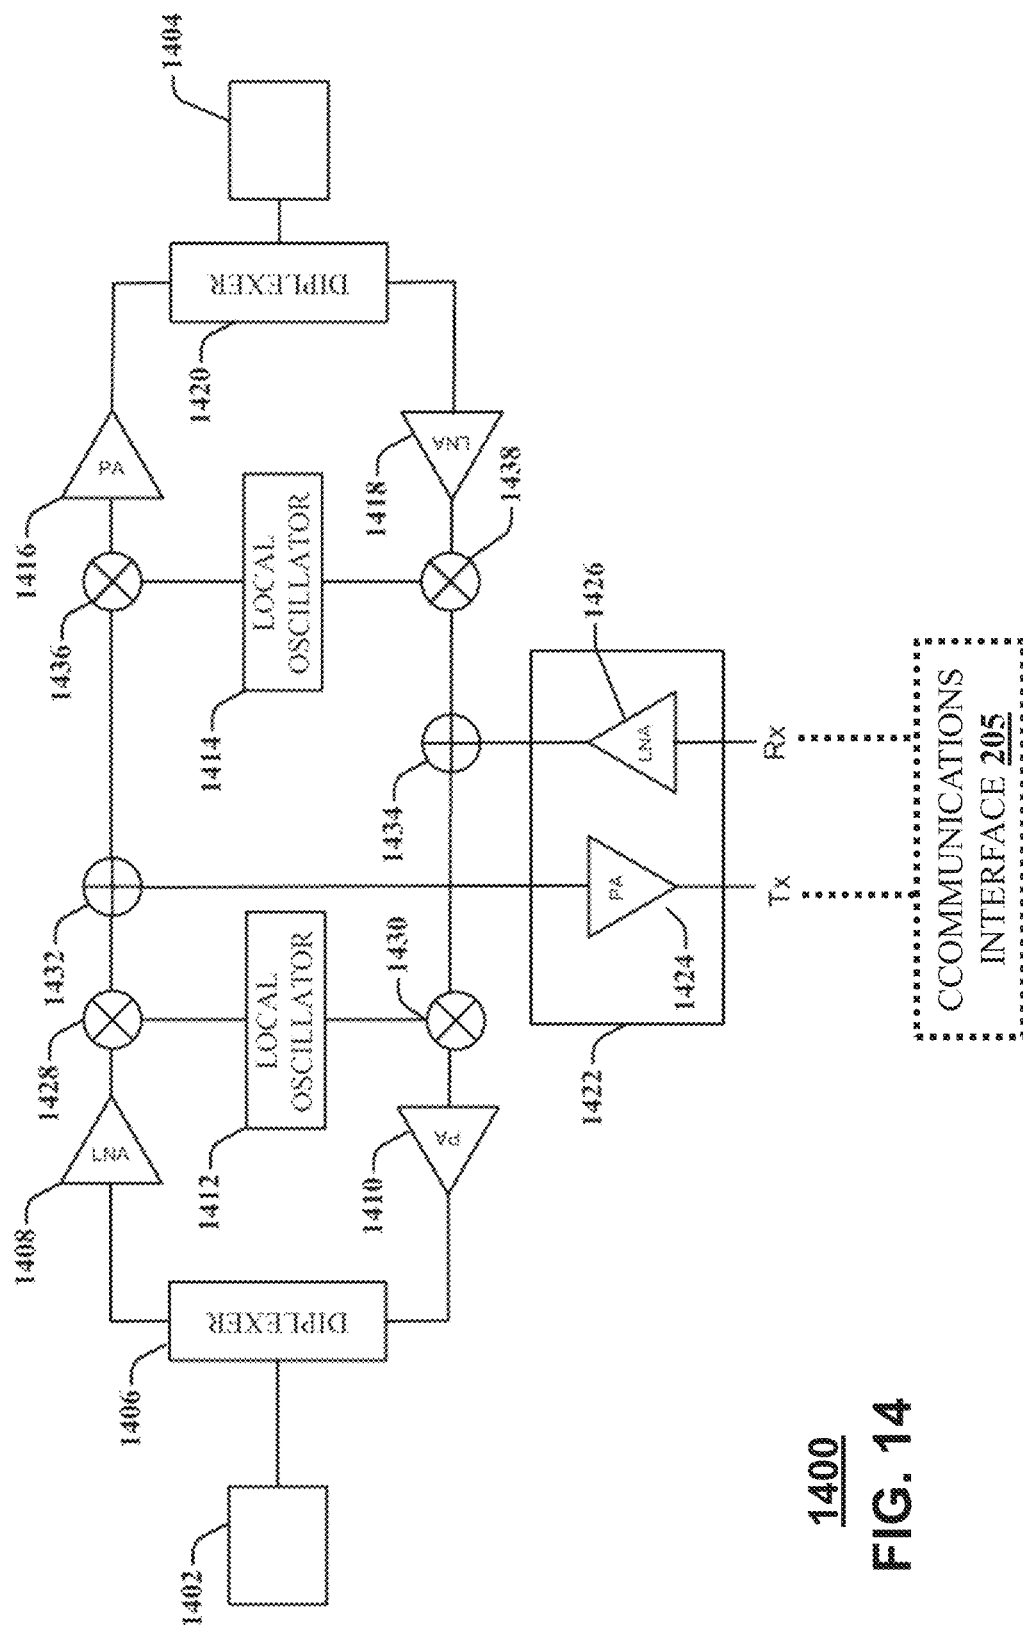 1402
1406
DIPLEXER
1408
LNA
1428
1432
1412
LOCAL
OSCILLATOR
1410
PA
1430
1436
1416
PA
1414
LOCAL
OSCILLATOR
1434
1418
LNA
1438
1420
DIPLEXER
1404
1422
1424
PA
1426
LNA
Tx
Rx
CCOMMUNICATIONS
INTERFACE 205
1400
FIG. 14